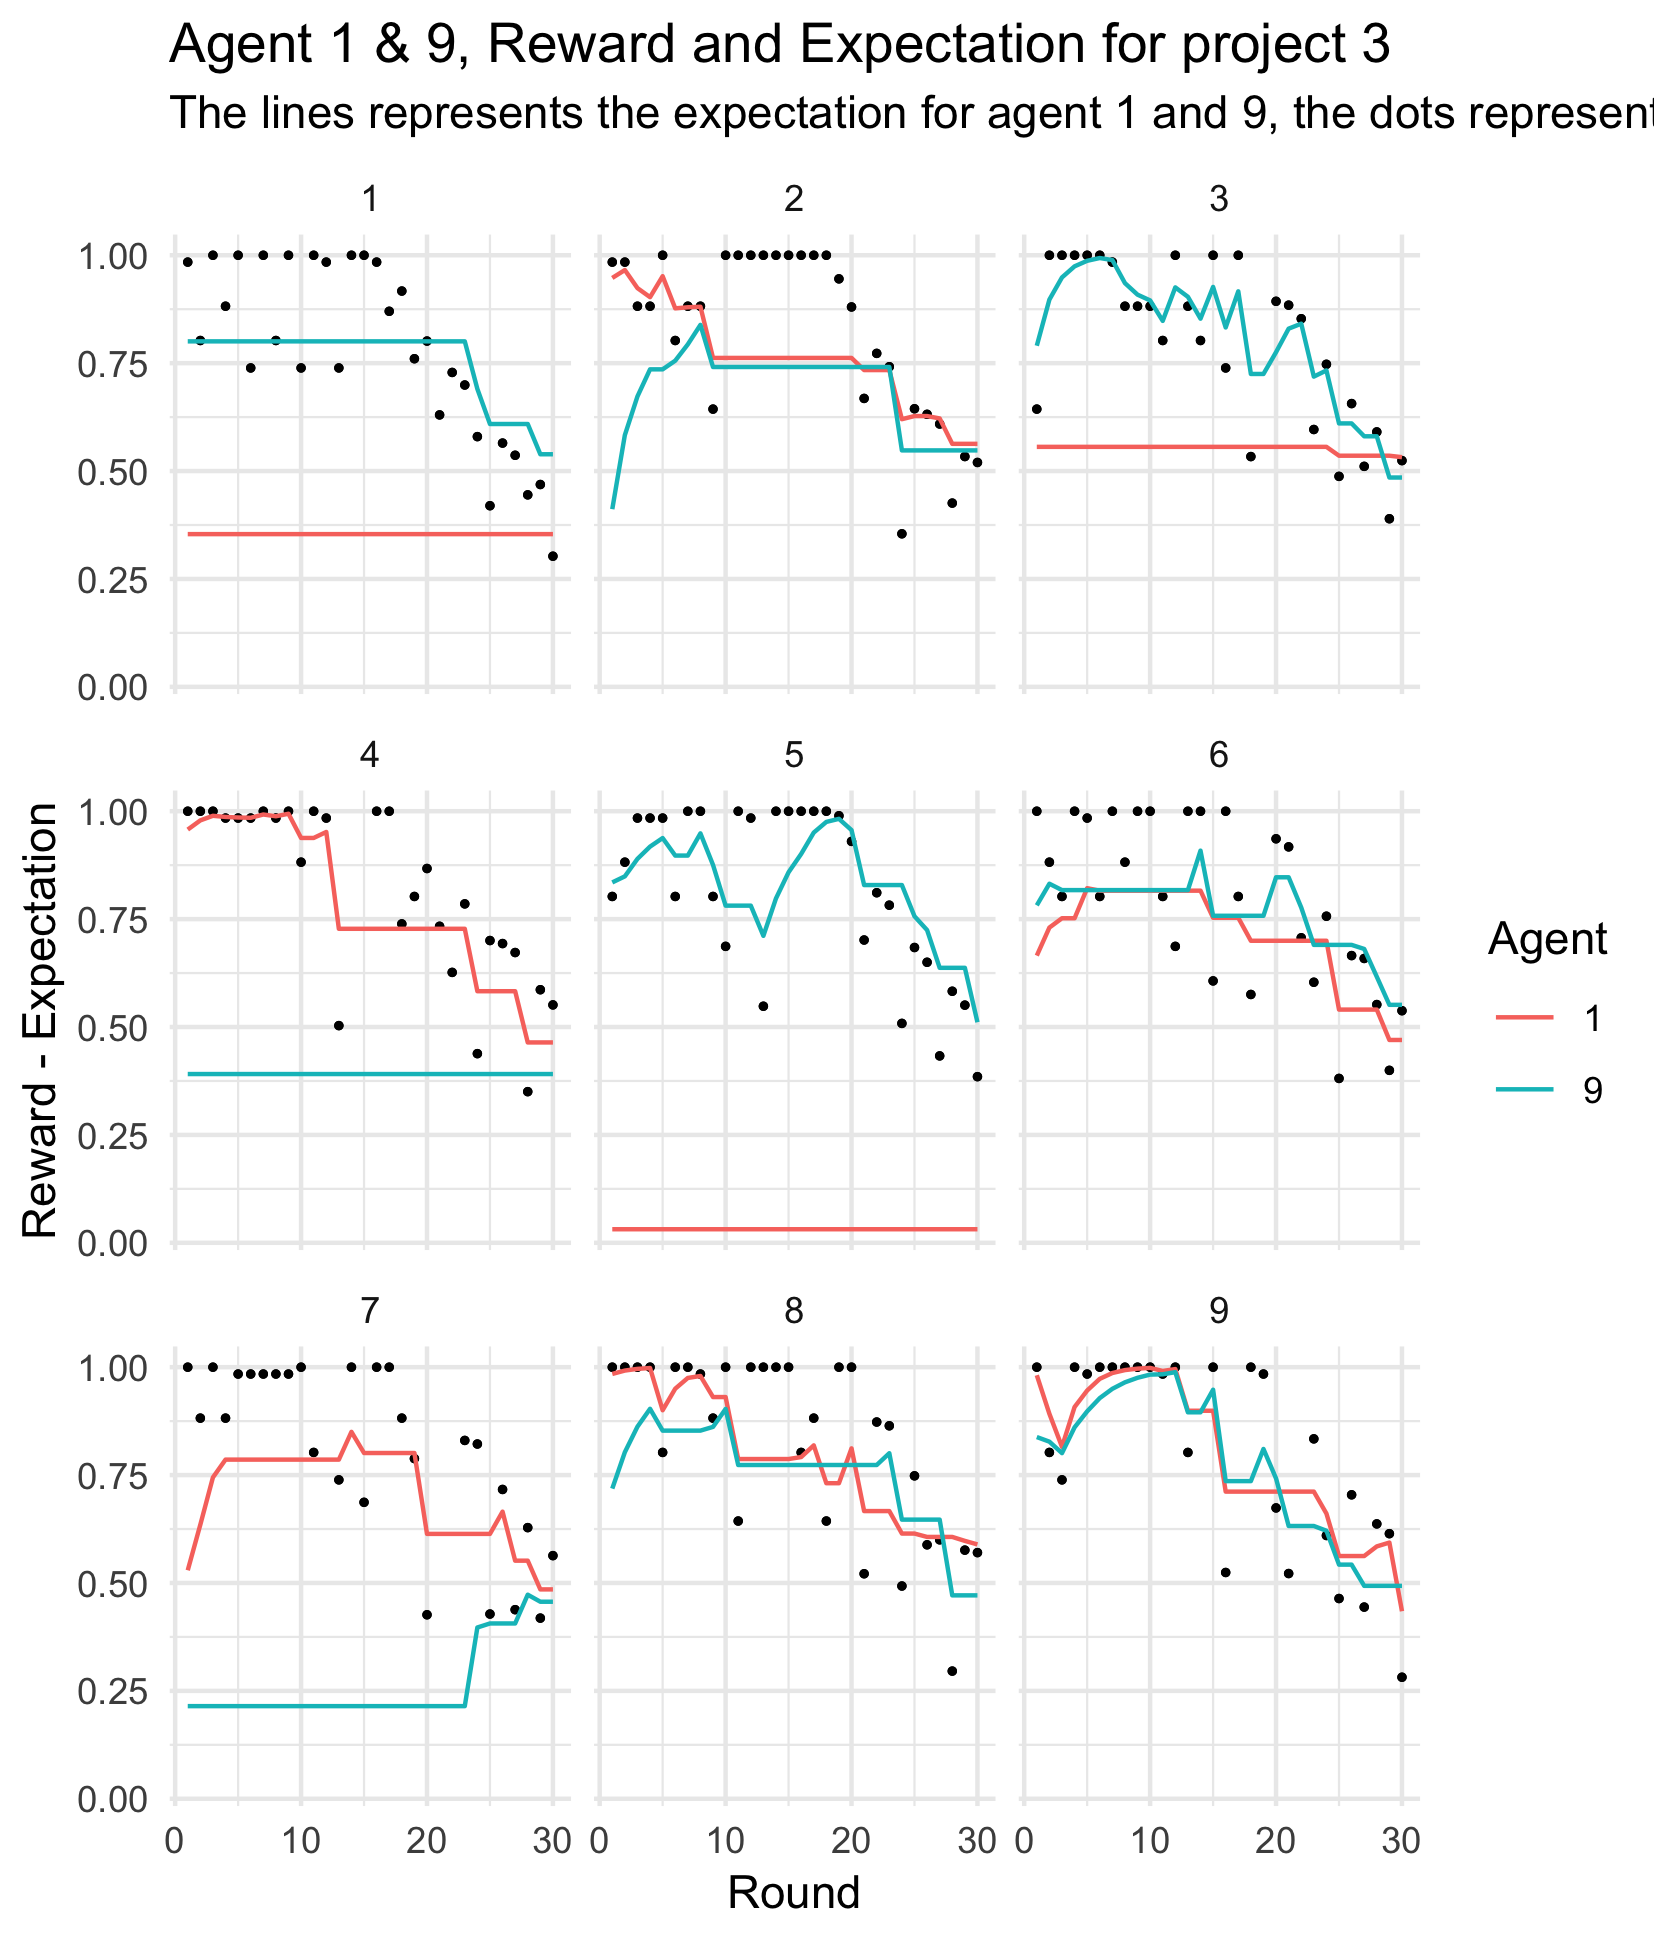 Agent 1 & 9, Reward and Expectation for project 3
The lines represents the expectation for agent 1 and 9, the dots represent
1 2 3
1.00
0.75
0.50
0.25
0.00
4 5 6
1.00
0.75
0.50
0.25
0.00
7 8 9
1.00
0.75
0.50
0.25
0.00
0 10 20 30 0 10 20 30 0 10 20 30
Round
Reward - Expectation
Agent
1
9